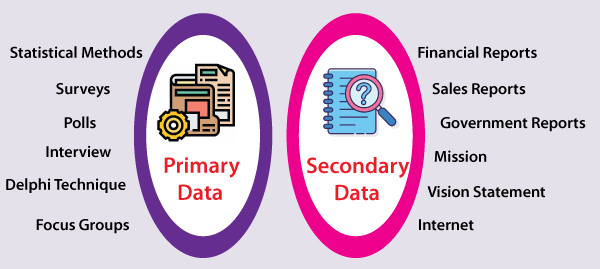 Statistical Methods
Surveys
Polls
Interview
Delphi Technique
Focus Groups
Primary
Data
?
Secondary
Data
Financial Reports
Sales Reports
Government Reports
Mission
Vision Statement
Internet